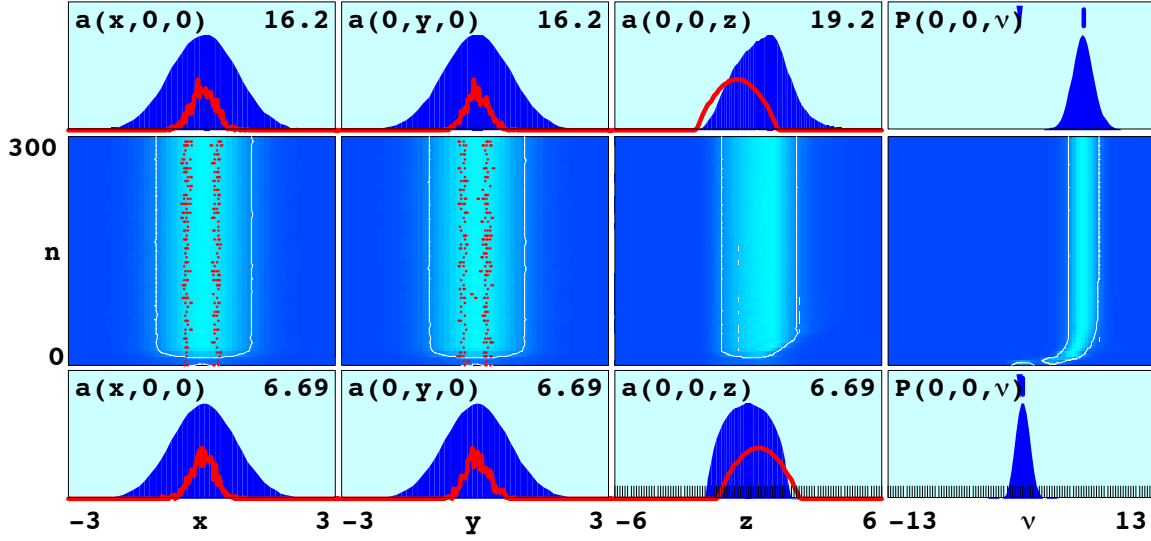 a(x,0,0) 16.2 a(0,y,0) 16.2 a(0,0,z) 19.2 P(0,0,ν)
300
n
0
a(x,0,0) 6.69 a(0,y,0) 6.69 a(0,0,z) 6.69 P(0,0,ν)
-3 x 3 -3 y 3 -6 z 6 -13 ν 13